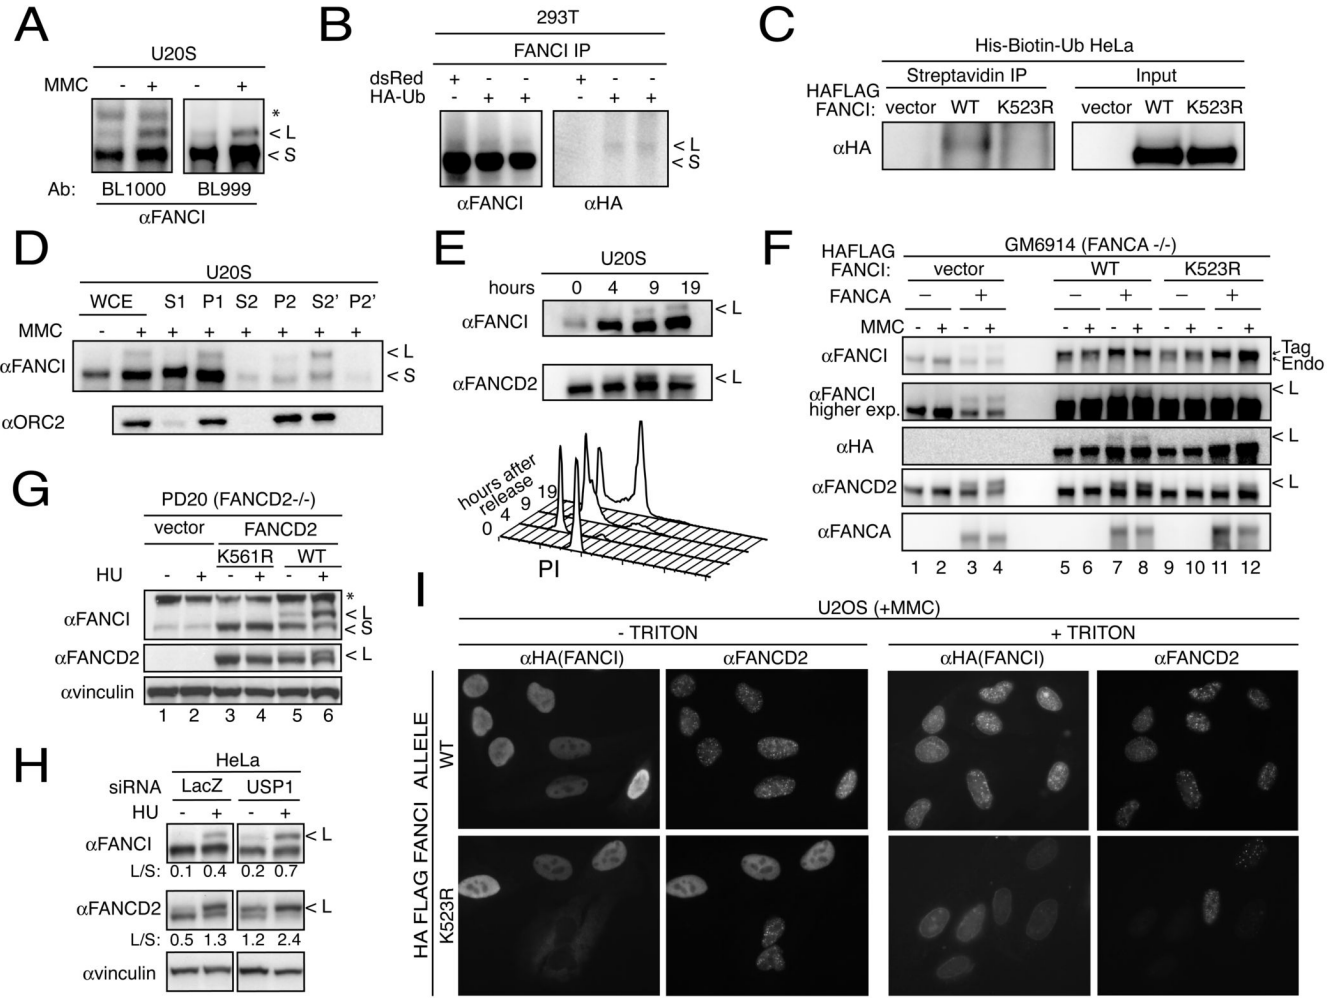 A
U20S
MMC - + - +
*
< L
< S
Ab: BL1000 BL999
αFANCI
B
293T
FANCI IP
dsRed + - - + - -
HA-Ub - + + - + +
< L
< S
αFANCI αHA
C
His-Biotin-Ub HeLa
Streptavidin IP Input
HAFLAG
FANCI: vector WT K523R vector WT K523R
αHA
D
U20S
WCE S1 P1 S2 P2 S2' P2'
MMC - + + + + + + +
αFANCI < L
< S
αORC2
E
U20S
hours 0 4 9 19
αFANCI < L
αFANCD2 < L
hours after
release
0 4 9 19
PI
F
GM6914 (FANCA -/-)
HAFLAG
FANCI: vector WT K523R
FANCA − + − + − +
MMC - + - + - + - + - + - +
αFANCI Tag
Endo
αFANCI
higher exp. < L
αHA < L
αFANCD2 < L
αFANCA
1 2 3 4 5 6 7 8 9 10 11 12
G
PD20 (FANCD2-/-)
vector FANCD2
K561R WT
HU - + - + - +
αFANCI *
< L
< S
αFANCD2 < L
αvinculin
1 2 3 4 5 6
H
HeLa
siRNA LacZ USP1
HU - + - +
αFANCI < L
L/S: 0.1 0.4 0.2 0.7
αFANCD2 < L
L/S: 0.5 1.3 1.2 2.4
αvinculin
I
U2OS (+MMC)
- TRITON + TRITON
αHA(FANCI) αFANCD2 αHA(FANCI) αFANCD2
HA FLAG FANCI ALLELE
WT
K523R